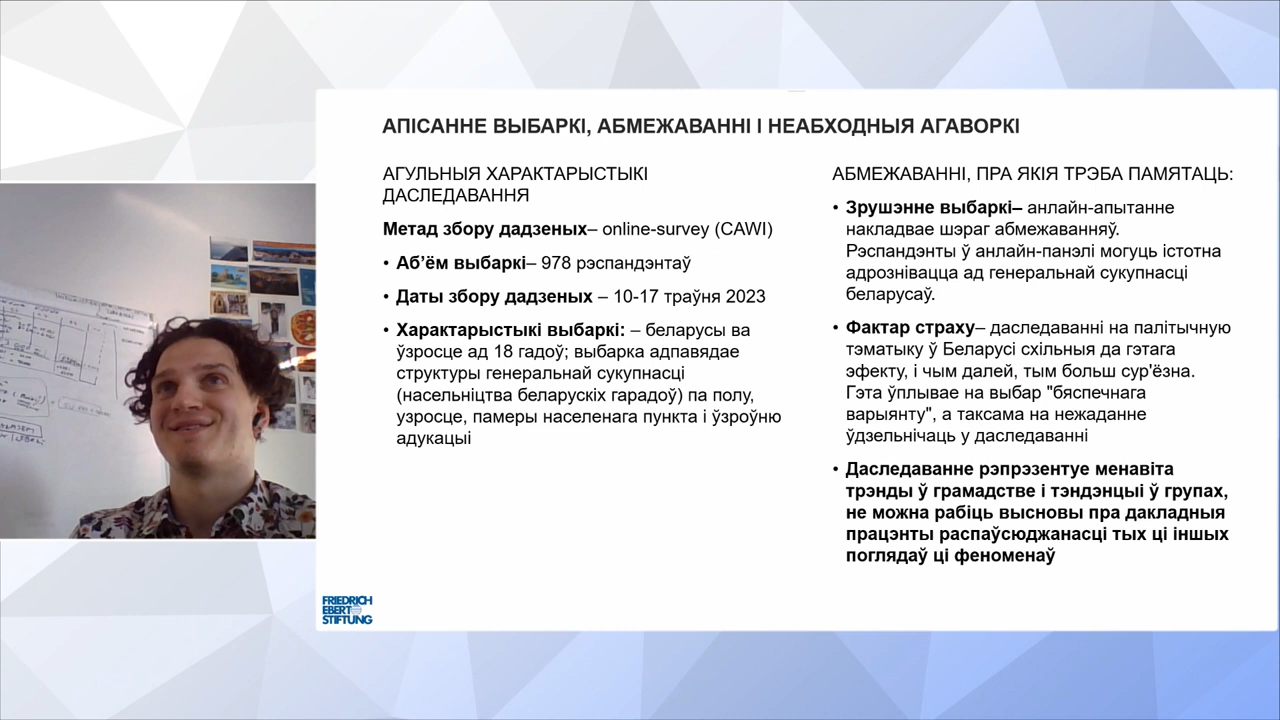 АПІСАННЕ ВЫБАРКІ, АБМЕЖАВАННІ І НЕАБХОДНЫЯ АГАВОРКІ
АГУЛЬНЫЯ ХАРАКТАРЫСТЫКІ
ДАСЛЕДАВАННЯ
Метад збору дадзеных– online-survey (CAWI)
• Аб'ём выбаркі– 978 рэспандэнтаў
• Даты збору дадзеных – 10-17 траўня 2023
• Характарыстыкі выбаркі: – беларусы ва
ўзросце ад 18 гадоў; выбарка адпавядае
структуры генеральнай сукупнасці
(насельніцтва беларускіх гарадоў) па полу,
узросце, памеры населенага пункта і ўзроўню
адукацыі
АБМЕЖАВАННІ, ПРА ЯКІЯ ТРЭБА ПАМЯТАЦЬ:
• Зрушэнне выбаркі– анлайн-апытанне
накладвае шэраг абмежаванняў.
Рэспандэнты ў анлайн-панэлі могуць істотна
адрознівацца ад генеральнай сукупнасці
беларусаў.
• Фактар страху– даследаванні на палітычную
тэматыку ў Беларусі схільныя да гэтага
эфекту, і чым далей, тым больш сур'ёзна.
Гэта ўплывае на выбар "бяспечнага
варыянту", а таксама на нежаданне
ўдзельнічаць у даследаванні
• Даследаванне рэпрэзентуе менавіта
трэнды ў грамадстве і тэндэнцыі ў групах,
не можна рабіць высновы пра дакладныя
працэнты распаўсюджанасці тых ці іншых
поглядаў ці феноменаў
FRIEDRICH
EBERT
STIFTUNG